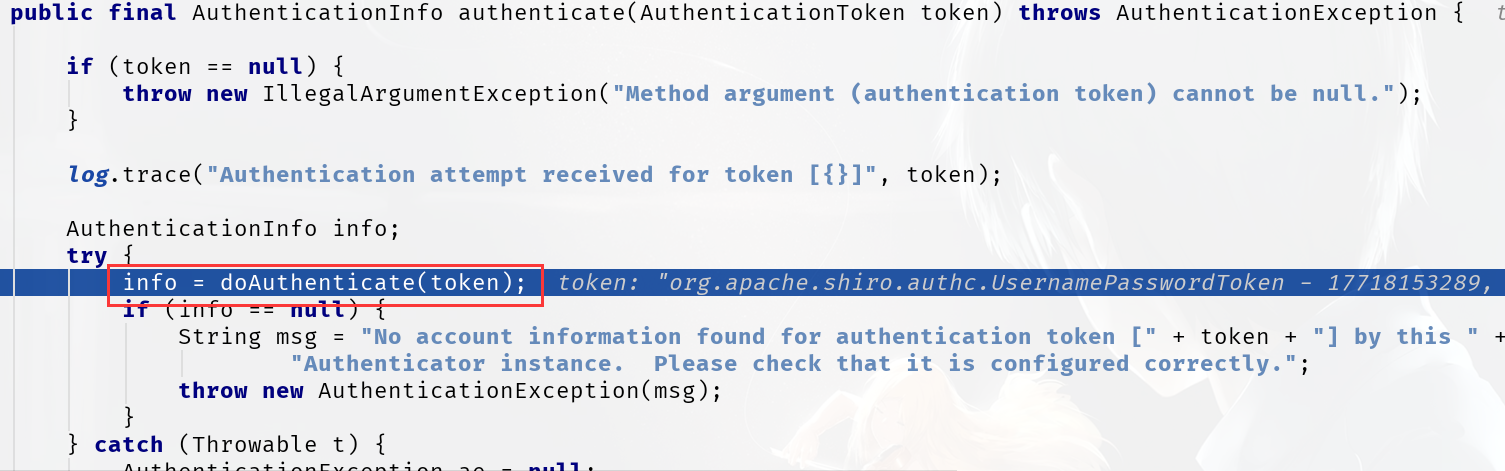 public final AuthenticationInfo authenticate(AuthenticationToken token) throws AuthenticationException {
if (token == null) {
throw new IllegalArgumentException("Method argument (authentication token) cannot be null.");
}
log.trace("Authentication attempt received for token [{}]", token);
AuthenticationInfo info;
try {
info = doAuthenticate(token); token: "org.apache.shiro.authc.UsernamePasswordToken - 17718153289,
if (info == null) {
String msg = "No account information found for authentication token [" + token + "] by this " +
"Authenticator instance.  Please check that it is configured correctly.";
throw new AuthenticationException(msg);
}
} catch (Throwable t) {
AuthenticationException ae = null;